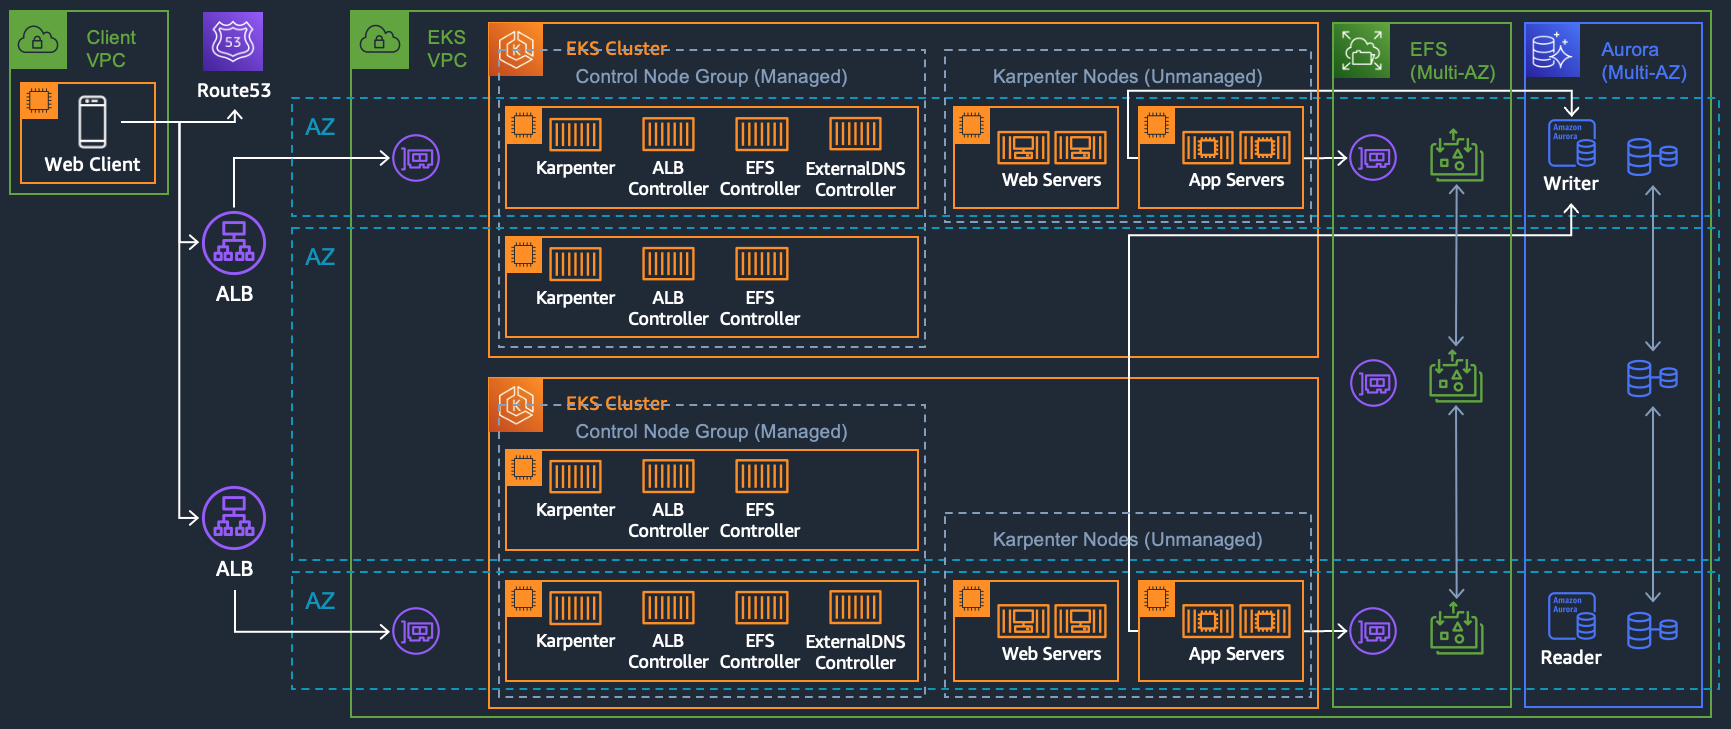 Client
VPC
Web Client
53
Route53
ALB
ALB
EKS
VPC
AZ
AZ
AZ
EKS Cluster
Control Node Group (Managed)
Karpenter
ALB
Controller
EFS
Controller
ExternalDNS
Controller
Karpenter
ALB
Controller
EFS
Controller
Karpenter Nodes (Unmanaged)
Web Servers
App Servers
K
EKS Cluster
Control Node Group (Managed)
Karpenter
ALB
Controller
EFS
Controller
Karpenter
ALB
Controller
EFS
Controller
ExternalDNS
Controller
Karpenter Nodes (Unmanaged)
Web Servers
App Servers
K
EFS
(Multi-AZ)
Aurora
(Multi-AZ)
Amazon
Aurora
Writer
Amazon
Aurora
Reader